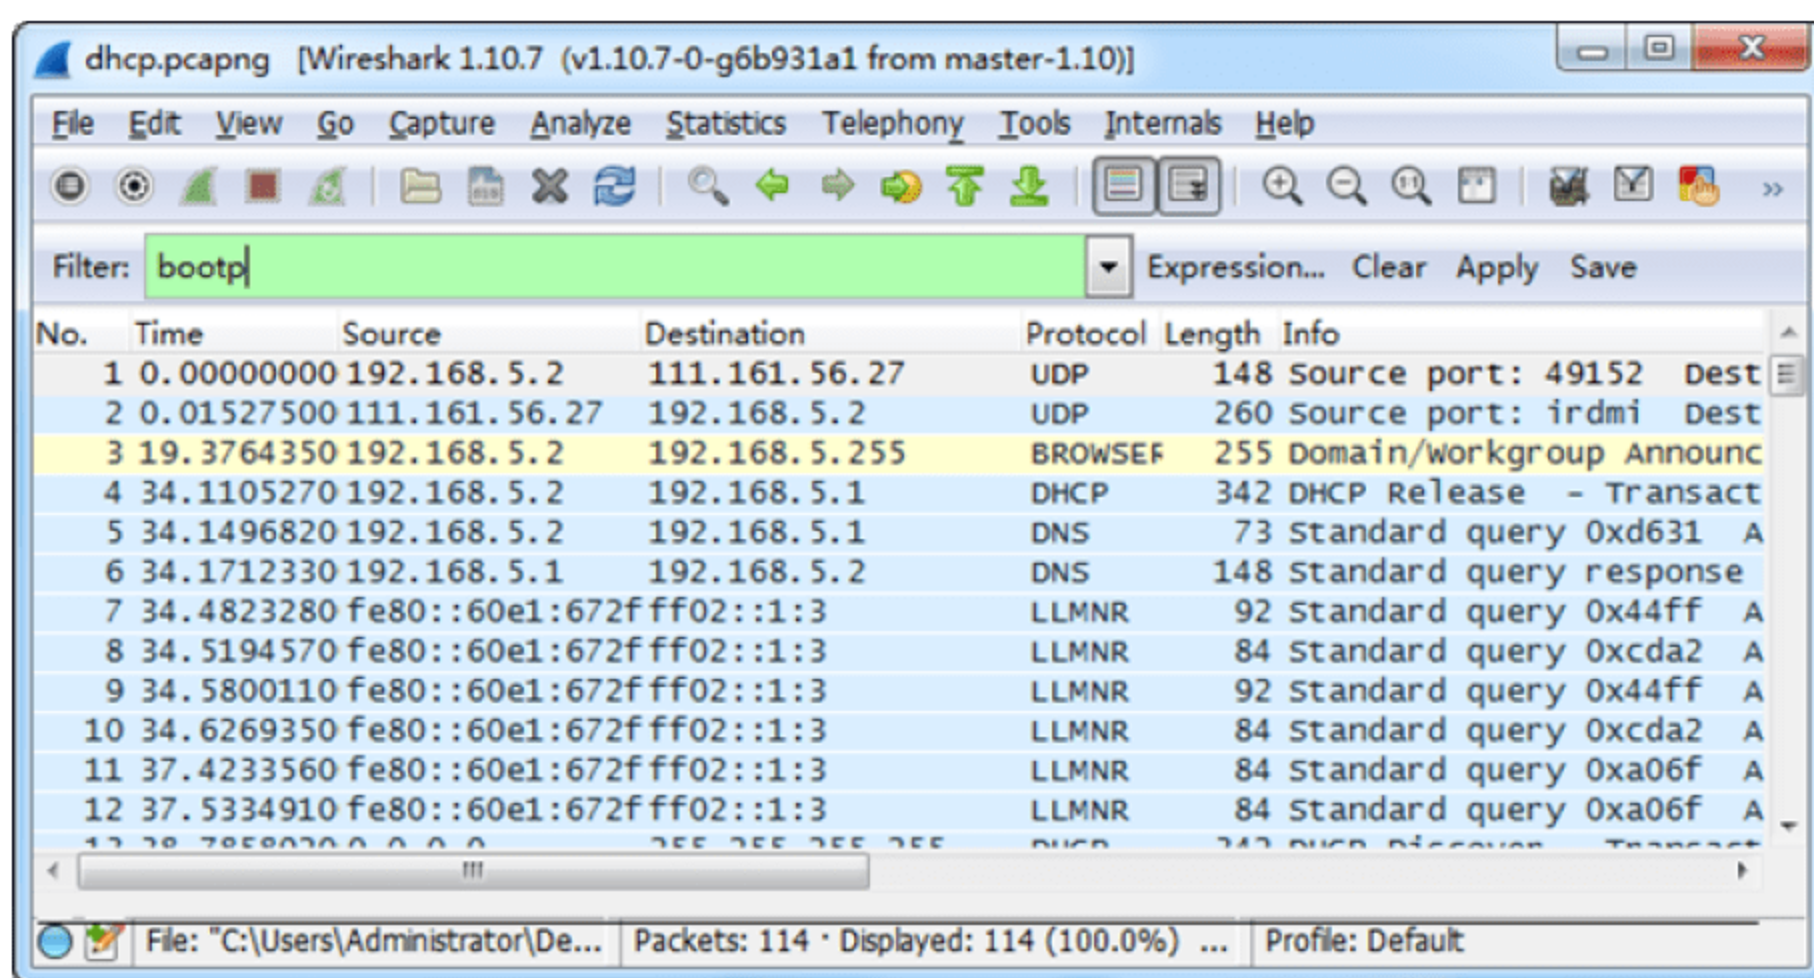 dhcp.pcapng [Wireshark 1.10.7 (v1.10.7-0-g6b931a1 from master-1.10)]
File Edit View Go Capture Analyze Statistics Telephony Tools Internals Help
Filter: bootp Expression... Clear Apply Save
No. Time Source Destination Protocol Length Info
1 0.00000000 192.168.5.2 111.161.56.27 UDP 148 Source port: 49152 Dest
2 0.01527500 111.161.56.27 192.168.5.2 UDP 260 Source port: irdmi Dest
3 19.3764350 192.168.5.2 192.168.5.255 BROWSER 255 Domain/Workgroup Announc
4 34.1105270 192.168.5.2 192.168.5.1 DHCP 342 DHCP Release - Transact
5 34.1496820 192.168.5.2 192.168.5.1 DNS 73 Standard query 0xd631 A
6 34.1712330 192.168.5.1 192.168.5.2 DNS 148 Standard query response
7 34.4823280 fe80::60e1:672f ff02::1:3 LLMNR 92 Standard query 0x44ff A
8 34.5194570 fe80::60e1:672f ff02::1:3 LLMNR 84 Standard query 0xcda2 A
9 34.5800110 fe80::60e1:672f ff02::1:3 LLMNR 92 Standard query 0x44ff A
10 34.6269350 fe80::60e1:672f ff02::1:3 LLMNR 84 Standard query 0xcda2 A
11 37.4233560 fe80::60e1:672f ff02::1:3 LLMNR 84 Standard query 0xa06f A
12 37.5334910 fe80::60e1:672f ff02::1:3 LLMNR 84 Standard query 0xa06f A
File: "C:\Users\Administrator\De... Packets: 114 · Displayed: 114 (100.0%) ... Profile: Default